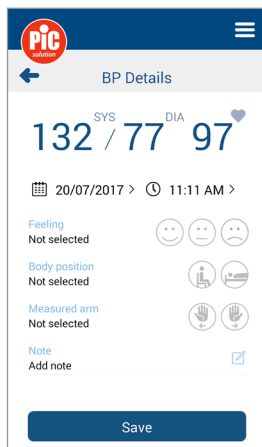 PiC
solution
BP Details
SYS DIA
132 / 77 97
20/07/2017 > 11:11 AM >
Feeling
Not selected
Body position
Not selected
Measured arm
Not selected
Note
Add note
Save